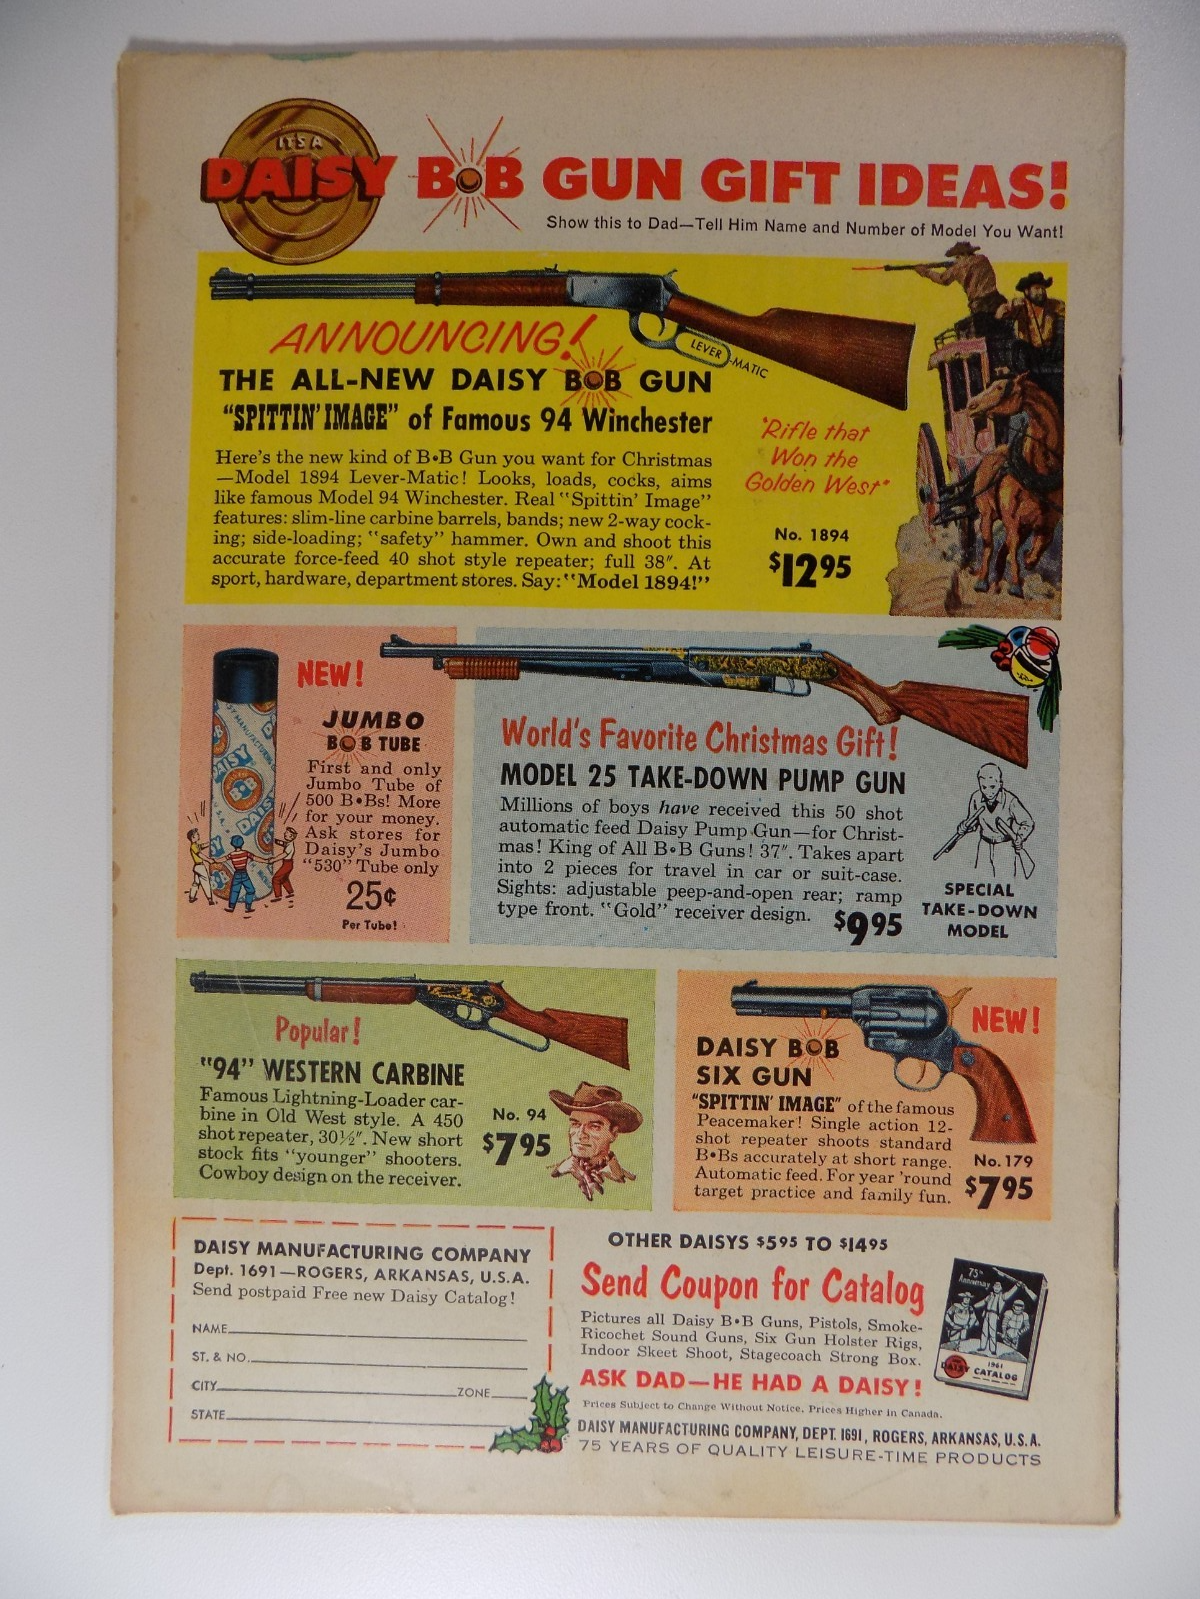 IT'S A
DAISY B•B GUN GIFT IDEAS!
Show this to Dad—Tell Him Name and Number of Model You Want!
LEVER-MATIC
ANNOUNCING!
THE ALL-NEW DAISY B•B GUN
"SPITTIN' IMAGE" of Famous 94 Winchester
Here's the new kind of B•B Gun you want for Christmas
—Model 1894 Lever-Matic! Looks, loads, cocks, aims
like famous Model 94 Winchester. Real "Spittin' Image"
features: slim-line carbine barrels, bands; new 2-way cock-
ing; side-loading; "safety" hammer. Own and shoot this
accurate force-feed 40 shot style repeater; full 38". At
sport, hardware, department stores. Say: "Model 1894!"
"Rifle that
Won the
Golden West"
No. 1894
$12 95
NEW!
JUMBO
B•B TUBE
First and only
Jumbo Tube of
500 B•Bs! More
for your money.
Ask stores for
Daisy's Jumbo
"530" Tube only
25¢
Per Tube!
DAISY
B•B
DAISY
World's Favorite Christmas Gift!
MODEL 25 TAKE-DOWN PUMP GUN
Millions of boys have received this 50 shot
automatic feed Daisy Pump Gun—for Christ-
mas! King of All B•B Guns! 37". Takes apart
into 2 pieces for travel in car or suit-case.
Sights: adjustable peep-and-open rear; ramp
type front. "Gold" receiver design.
$9 95
SPECIAL
TAKE-DOWN
MODEL
Popular!
"94" WESTERN CARBINE
Famous Lightning-Loader car-
bine in Old West style. A 450
shot repeater, 30½". New short
stock fits "younger" shooters.
Cowboy design on the receiver.
No. 94
$7 95
NEW!
DAISY B•B
SIX GUN
"SPITTIN' IMAGE" of the famous
Peacemaker! Single action 12-
shot repeater shoots standard
B•Bs accurately at short range.
Automatic feed. For year 'round
target practice and family fun.
No. 179
$7 95
DAISY MANUFACTURING COMPANY
Dept. 1691—ROGERS, ARKANSAS, U.S.A.
Send postpaid Free new Daisy Catalog!
NAME
ST. & NO.
CITY ZONE
STATE
OTHER DAISYS $5 95 TO $14 95
Send Coupon for Catalog
Pictures all Daisy B•B Guns, Pistols, Smoke-
Ricochet Sound Guns, Six Gun Holster Rigs,
Indoor Skeet Shoot, Stagecoach Strong Box.
ASK DAD—HE HAD A DAISY!
Prices Subject to Change Without Notice. Prices Higher in Canada.
DAISY MANUFACTURING COMPANY, DEPT. 1691, ROGERS, ARKANSAS, U.S.A.
75 YEARS OF QUALITY LEISURE-TIME PRODUCTS
75th
Anniversary
DAISY
1961
CATALOG